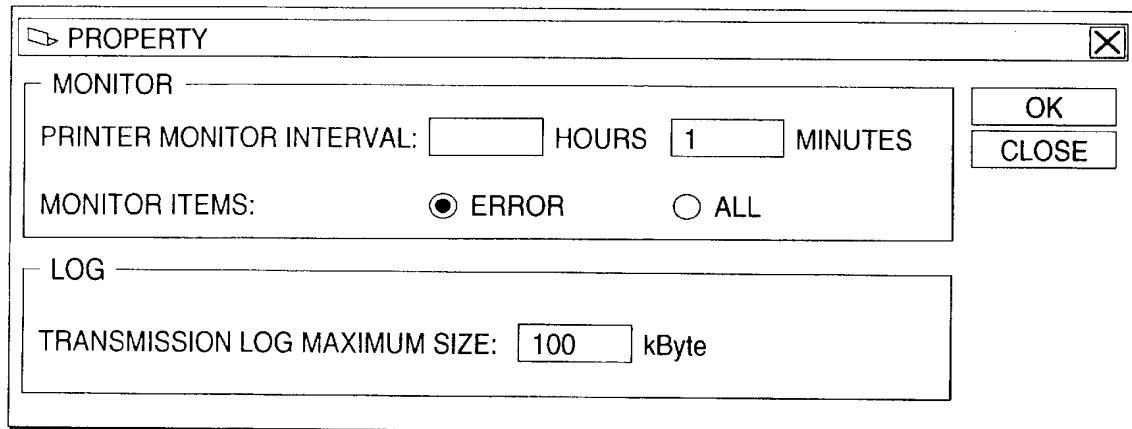 PROPERTY
MONITOR
PRINTER MONITOR INTERVAL: HOURS 1 MINUTES
MONITOR ITEMS: ERROR ALL
OK
CLOSE
LOG
TRANSMISSION LOG MAXIMUM SIZE: 100 kByte